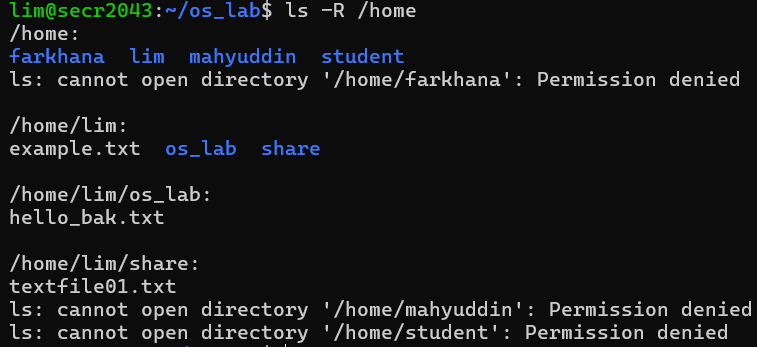 lim@secr2043:~/os_lab$ ls -R /home
/home:
farkhana  lim  mahyuddin  student
ls: cannot open directory '/home/farkhana': Permission denied

/home/lim:
example.txt  os_lab  share

/home/lim/os_lab:
hello_bak.txt

/home/lim/share:
textfile01.txt
ls: cannot open directory '/home/mahyuddin': Permission denied
ls: cannot open directory '/home/student': Permission denied